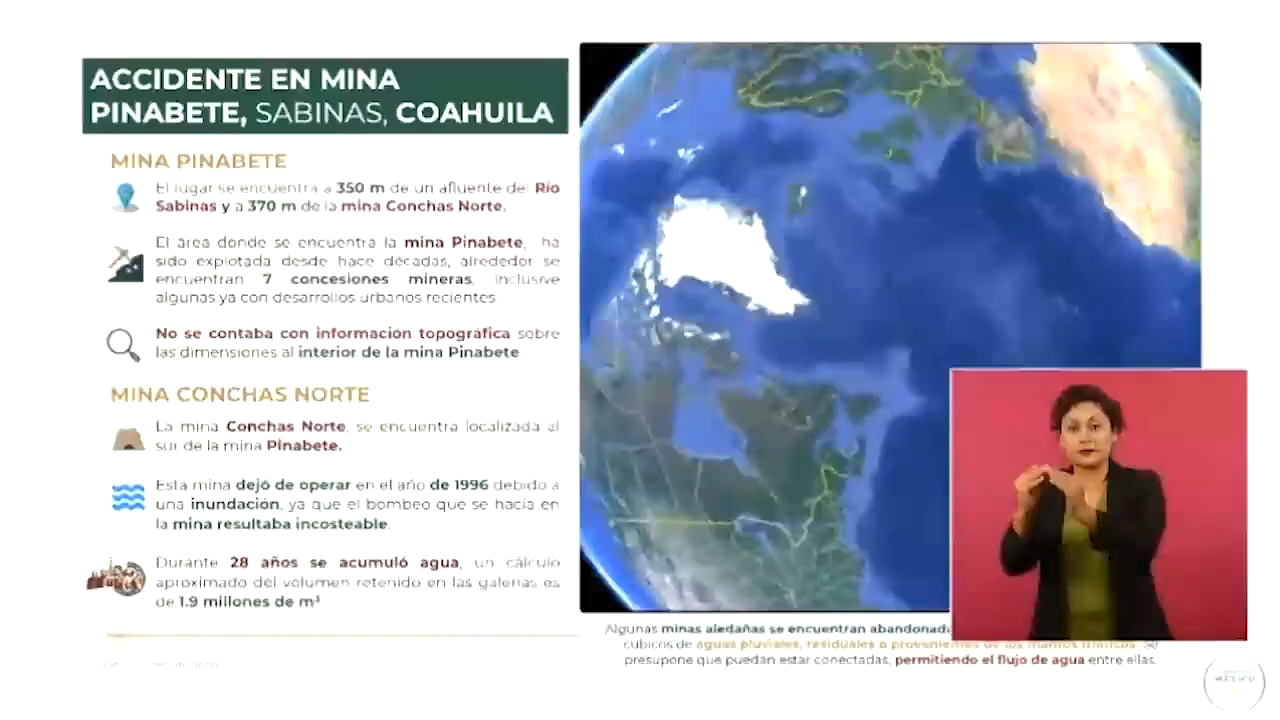 ACCIDENTE EN MINA
PINABETE, SABINAS, COAHUILA
MINA PINABETE
El lugar se encuentra a 350 m de un afluente del Río
Sabinas y a 370 m de la mina Conchas Norte.
El área donde se encuentra la mina Pinabete, ha
sido explotada desde hace décadas, alrededor se
encuentran 7 concesiones mineras, inclusive
algunas ya con desarrollos urbanos recientes
No se contaba con información topográfica sobre
las dimensiones al interior de la mina Pinabete
MINA CONCHAS NORTE
La mina Conchas Norte, se encuentra localizada al
sur de la mina Pinabete.
Esta mina dejó de operar en el año de 1996 debido a
una inundación, ya que el bombeo que se hacía en
la mina resultaba incosteable.
Durante 28 años se acumuló agua, un cálculo
aproximado del volumen retenido en las galerías es
de 1.9 millones de m³
Algunas minas aledañas se encuentran
cúbicos de aguas pluviales, residuales o provenientes de los mantos freáticos. Se
presupone que puedan estar conectadas, permitiendo el flujo de agua entre ellas.
MÉXICO